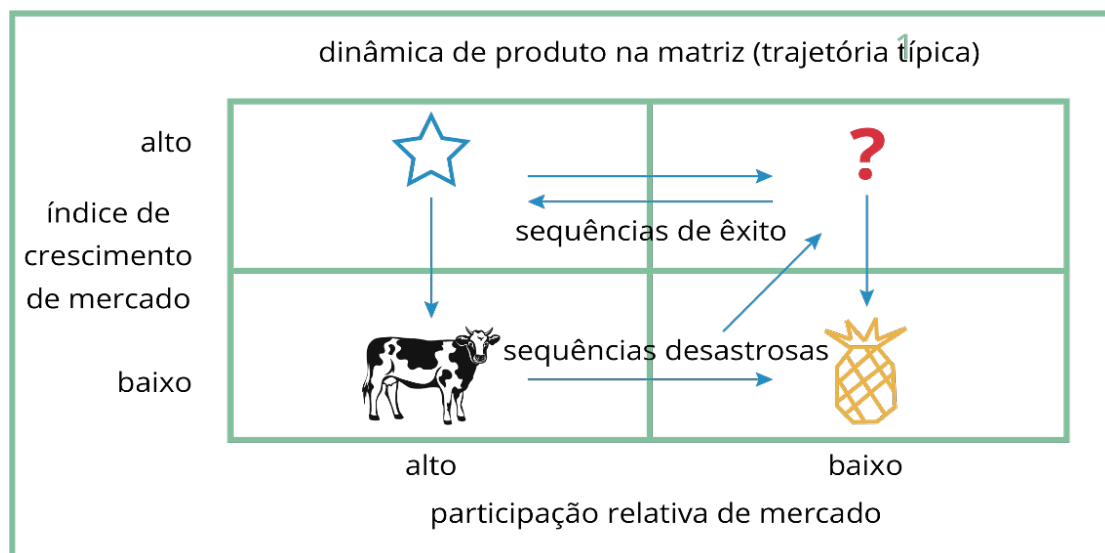 dinâmica de produto na matriz (trajetória típica)
1
alto
?
índice de
crescimento
de mercado
sequências de êxito
sequências desastrosas
baixo
alto
baixo
participação relativa de mercado